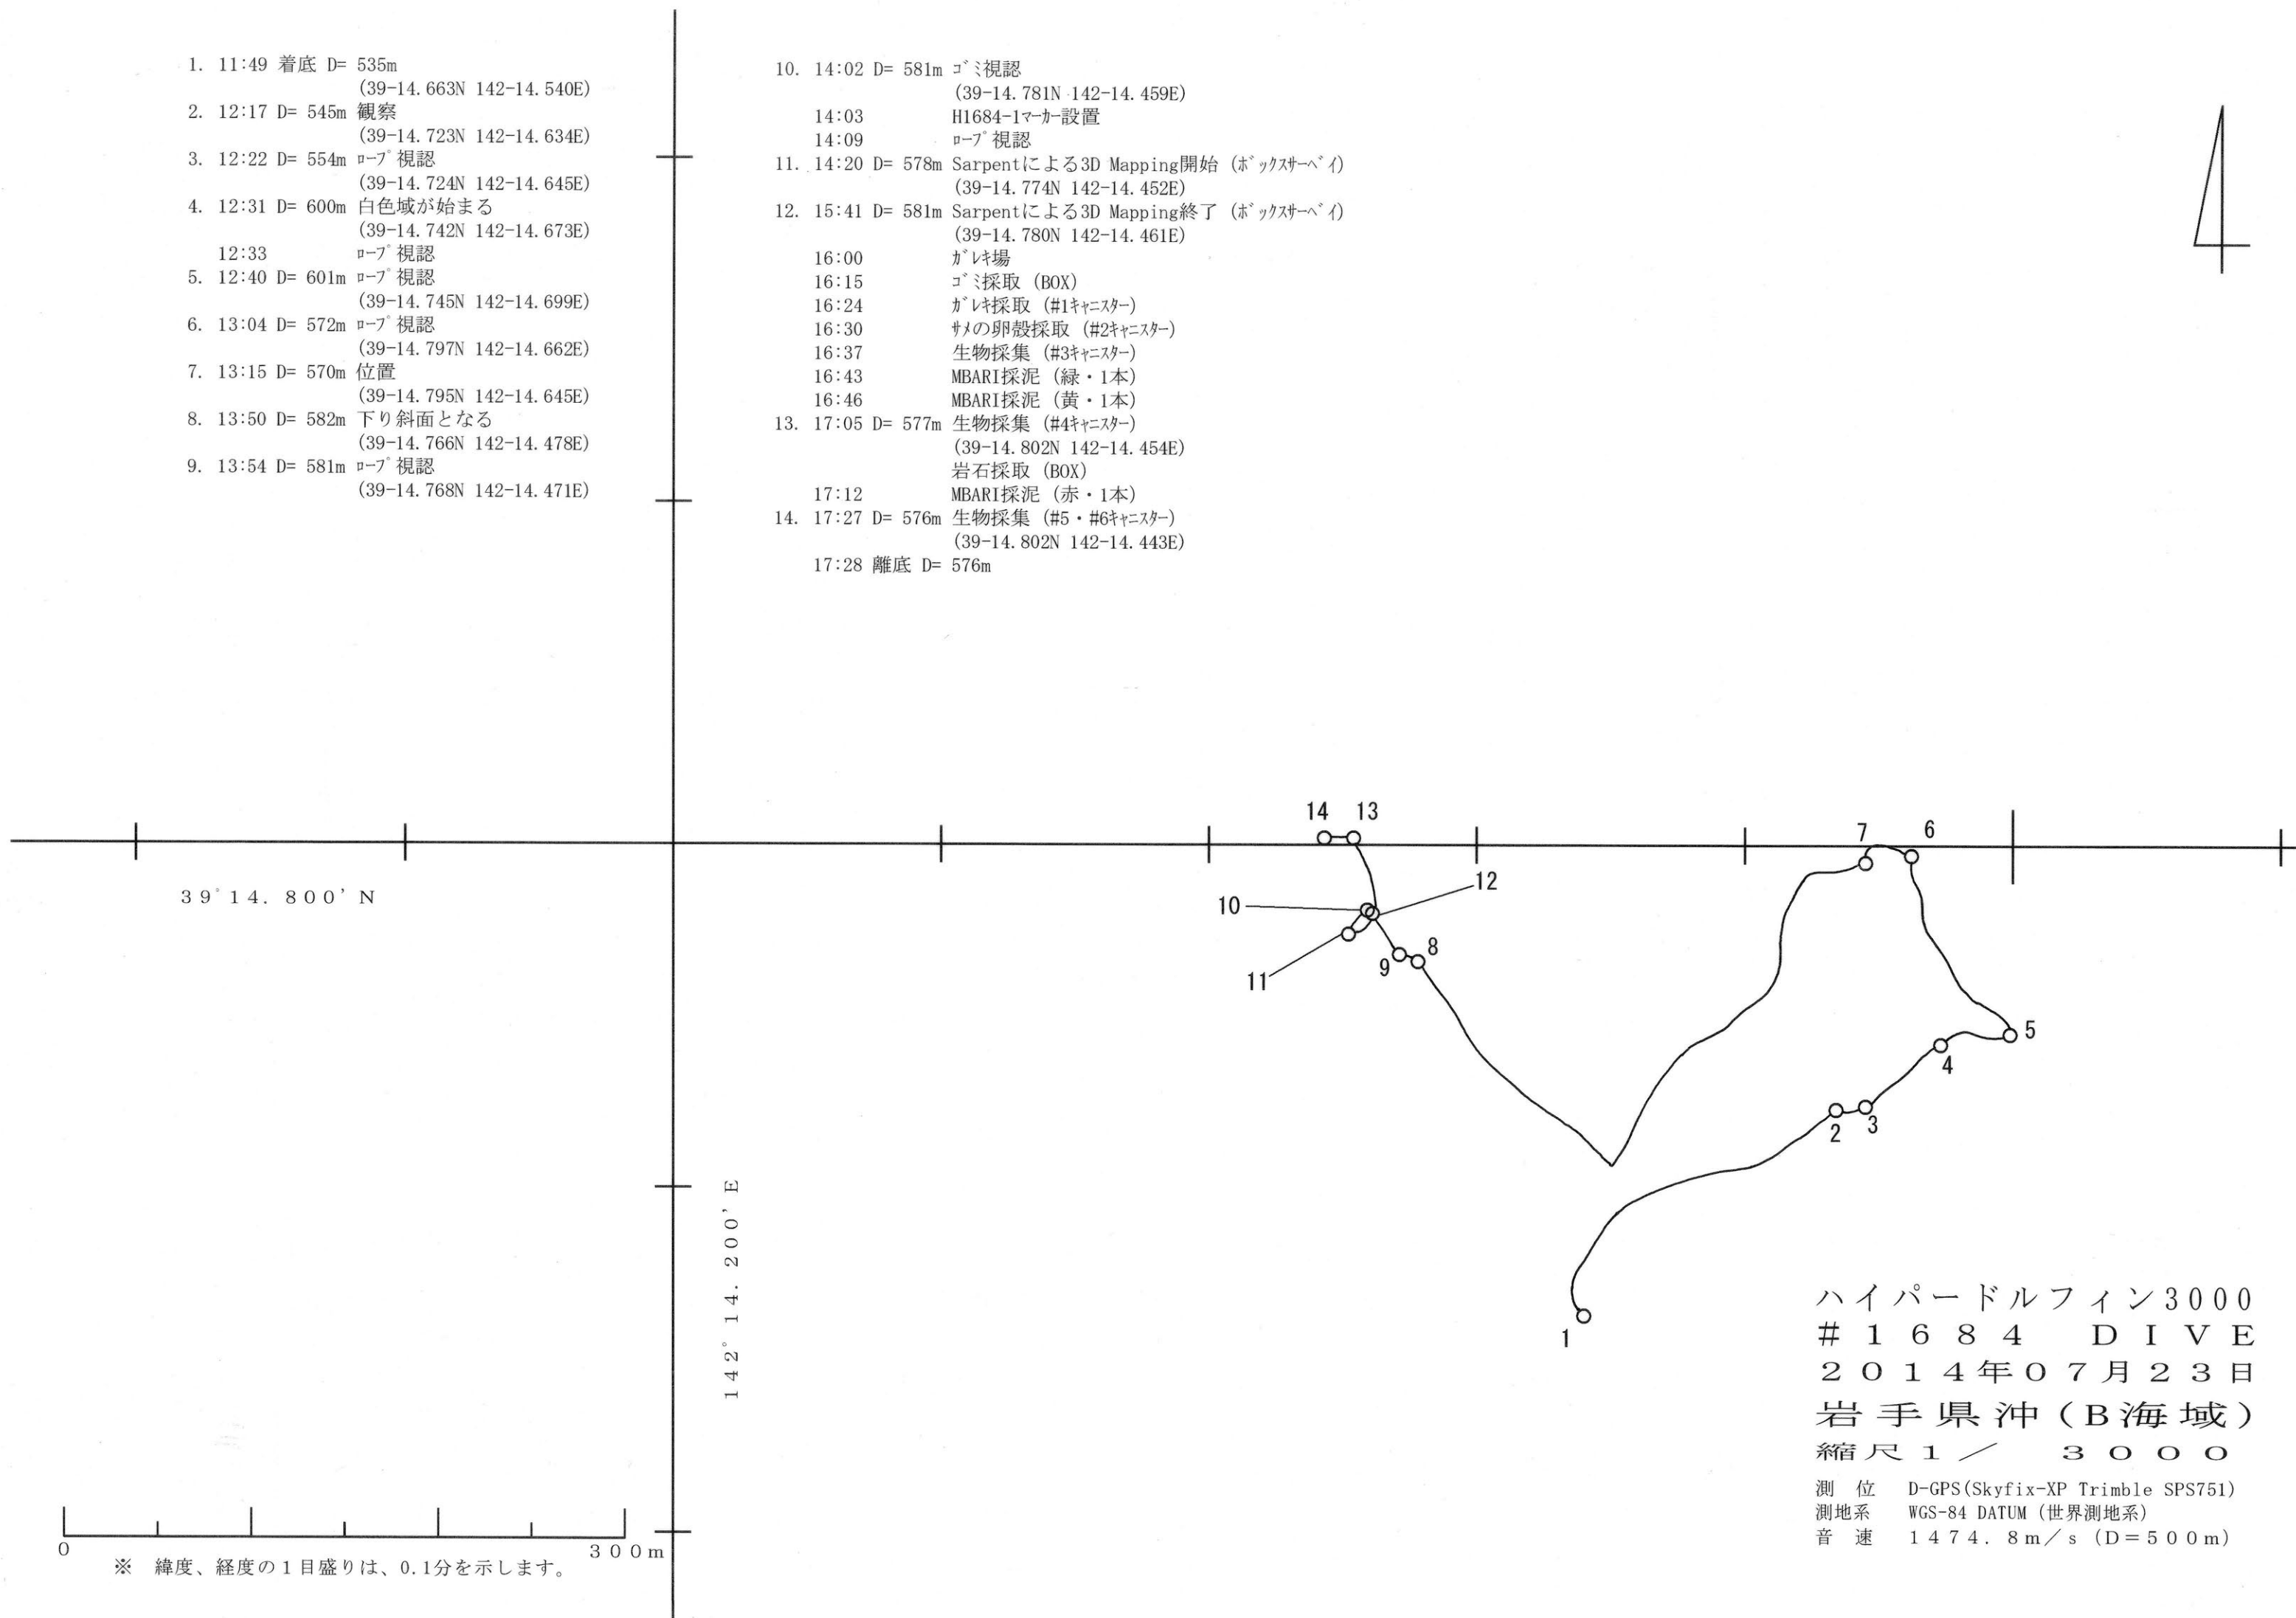 1. 11:49 着底 D= 535m
(39-14.663N 142-14.540E)
2. 12:17 D= 545m 観察
(39-14.723N 142-14.634E)
3. 12:22 D= 554m ﾛｰﾌﾟ視認
(39-14.724N 142-14.645E)
4. 12:31 D= 600m 白色域が始まる
(39-14.742N 142-14.673E)
12:33 ﾛｰﾌﾟ視認
5. 12:40 D= 601m ﾛｰﾌﾟ視認
(39-14.745N 142-14.699E)
6. 13:04 D= 572m ﾛｰﾌﾟ視認
(39-14.797N 142-14.662E)
7. 13:15 D= 570m 位置
(39-14.795N 142-14.645E)
8. 13:50 D= 582m 下り斜面となる
(39-14.766N 142-14.478E)
9. 13:54 D= 581m ﾛｰﾌﾟ視認
(39-14.768N 142-14.471E)
10. 14:02 D= 581m ｺﾞﾐ視認
(39-14.781N 142-14.459E)
14:03 H1684-1ﾏｰｶｰ設置
14:09 ﾛｰﾌﾟ視認
11. 14:20 D= 578m Sarpentによる3D Mapping開始 (ﾎﾞｯｸｽｻｰﾍﾞｲ)
(39-14.774N 142-14.452E)
12. 15:41 D= 581m Sarpentによる3D Mapping終了 (ﾎﾞｯｸｽｻｰﾍﾞｲ)
(39-14.780N 142-14.461E)
16:00 ｶﾞﾚｷ場
16:15 ｺﾞﾐ採取 (BOX)
16:24 ｶﾞﾚｷ採取 (#1ｷｬﾆｽﾀｰ)
16:30 ｻﾒの卵殻採取 (#2ｷｬﾆｽﾀｰ)
16:37 生物採集 (#3ｷｬﾆｽﾀｰ)
16:43 MBARI採泥 (緑・1本)
16:46 MBARI採泥 (黄・1本)
13. 17:05 D= 577m 生物採集 (#4ｷｬﾆｽﾀｰ)
(39-14.802N 142-14.454E)
岩石採取 (BOX)
17:12 MBARI採泥 (赤・1本)
14. 17:27 D= 576m 生物採集 (#5・#6ｷｬﾆｽﾀｰ)
(39-14.802N 142-14.443E)
17:28 離底 D= 576m
14 13
7 6
12
10
39°14.800'N
8
9
11
5
4
3
2
1
142°14.200'E
ハイパードルフィン3000
#1684 DIVE
2014年07月23日
岩手県沖(B海域)
縮尺1/ 3000
測 位 D-GPS(Skyfix-XP Trimble SPS751)
測地系 WGS-84 DATUM (世界測地系)
音 速 1474.8m/s (D=500m)
0 300m
※ 緯度、経度の1目盛りは、0.1分を示します。